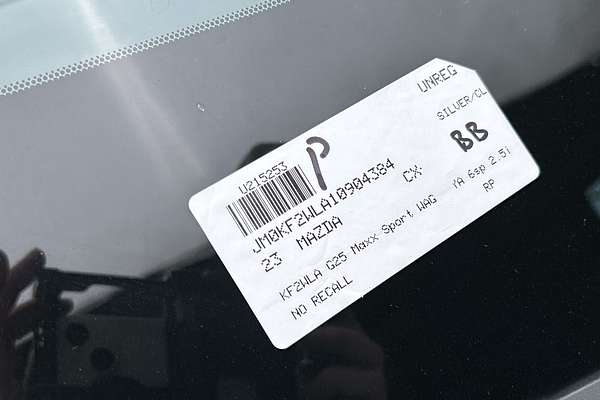 UNREG
U215253 P SILVER/CL
JM0KF2WLA10904384 BB
23 MAZDA CX-
KF2WLA G25 Maxx Sport WAG YA 6sp 2.5i
NO RECALL RP